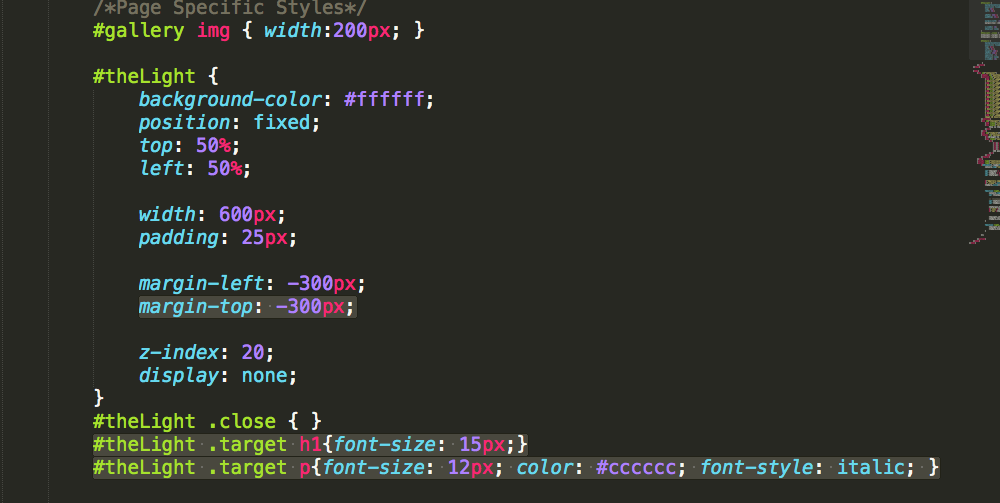 /*Page Specific Styles*/
#gallery img { width:200px; }
#theLight {
background-color: #ffffff;
position: fixed;
top: 50%;
left: 50%;
width: 600px;
padding: 25px;
margin-left: -300px;
margin-top: -300px;
z-index: 20;
display: none;
}
#theLight .close { }
#theLight .target h1{font-size: 15px;}
#theLight .target p{font-size: 12px; color: #cccccc; font-style: italic; }